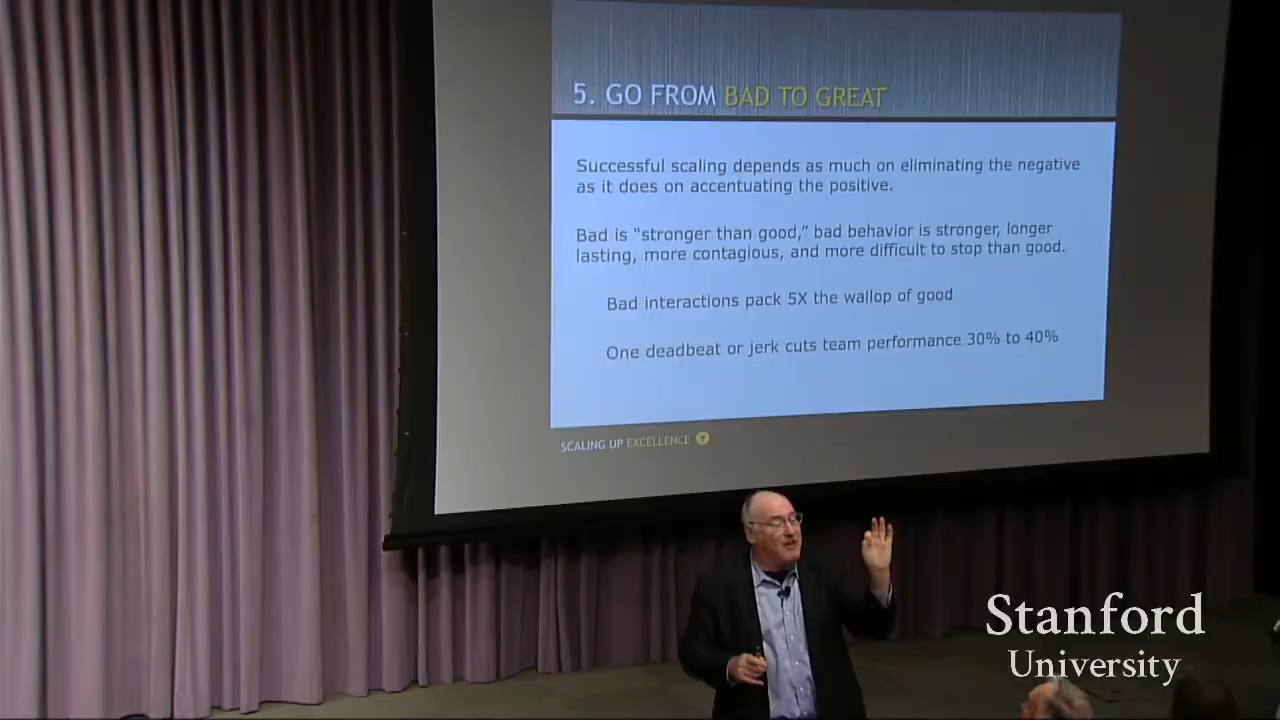 5. GO FROM BAD TO GREAT
Successful scaling depends as much on eliminating the negative
as it does on accentuating the positive.
Bad is “stronger than good,” bad behavior is stronger, longer
lasting, more contagious, and more difficult to stop than good.
Bad interactions pack 5X the wallop of good
One deadbeat or jerk cuts team performance 30% to 40%
SCALING UP EXCELLENCE
Stanford
University